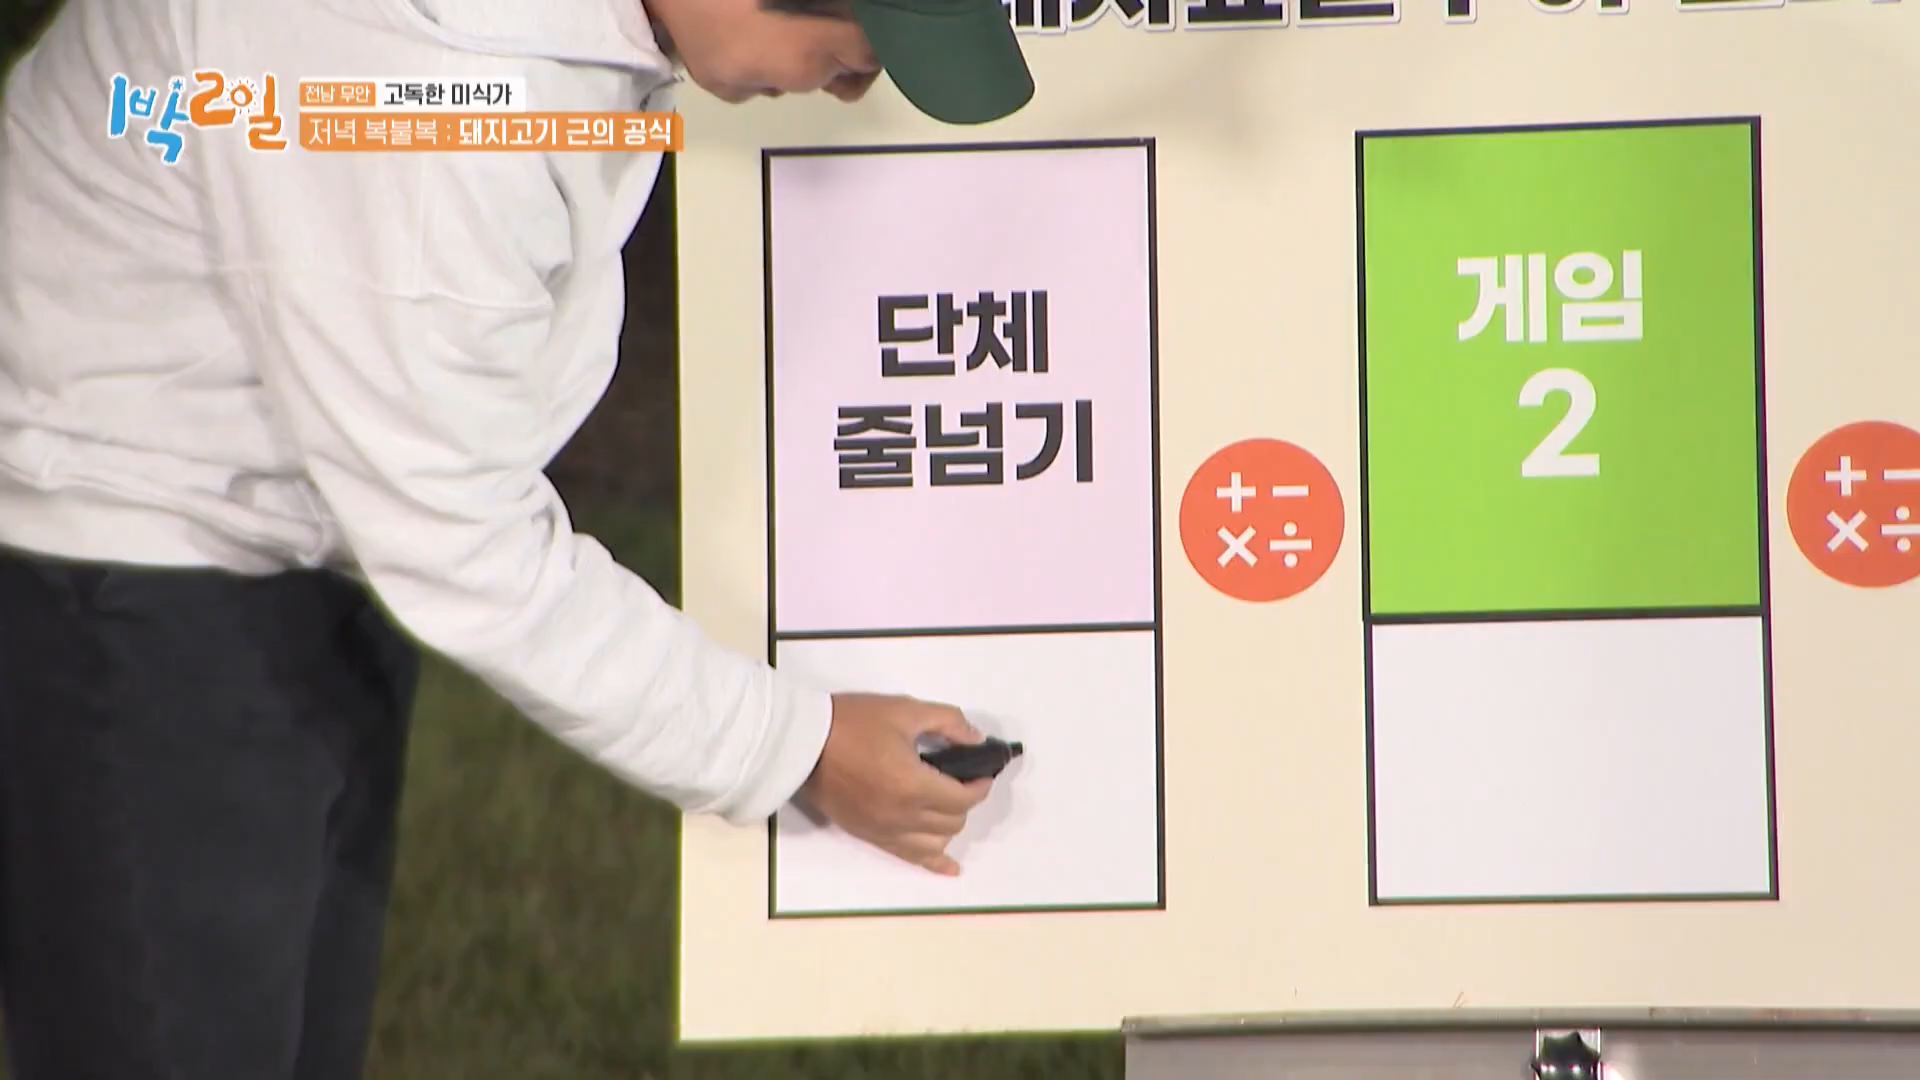 1박2일
전남 무안 고독한 미식가
저녁 복불복 : 돼지고기 근의 공식
단체
줄넘기
게임
2
+ −
× ÷
+ −
× ÷